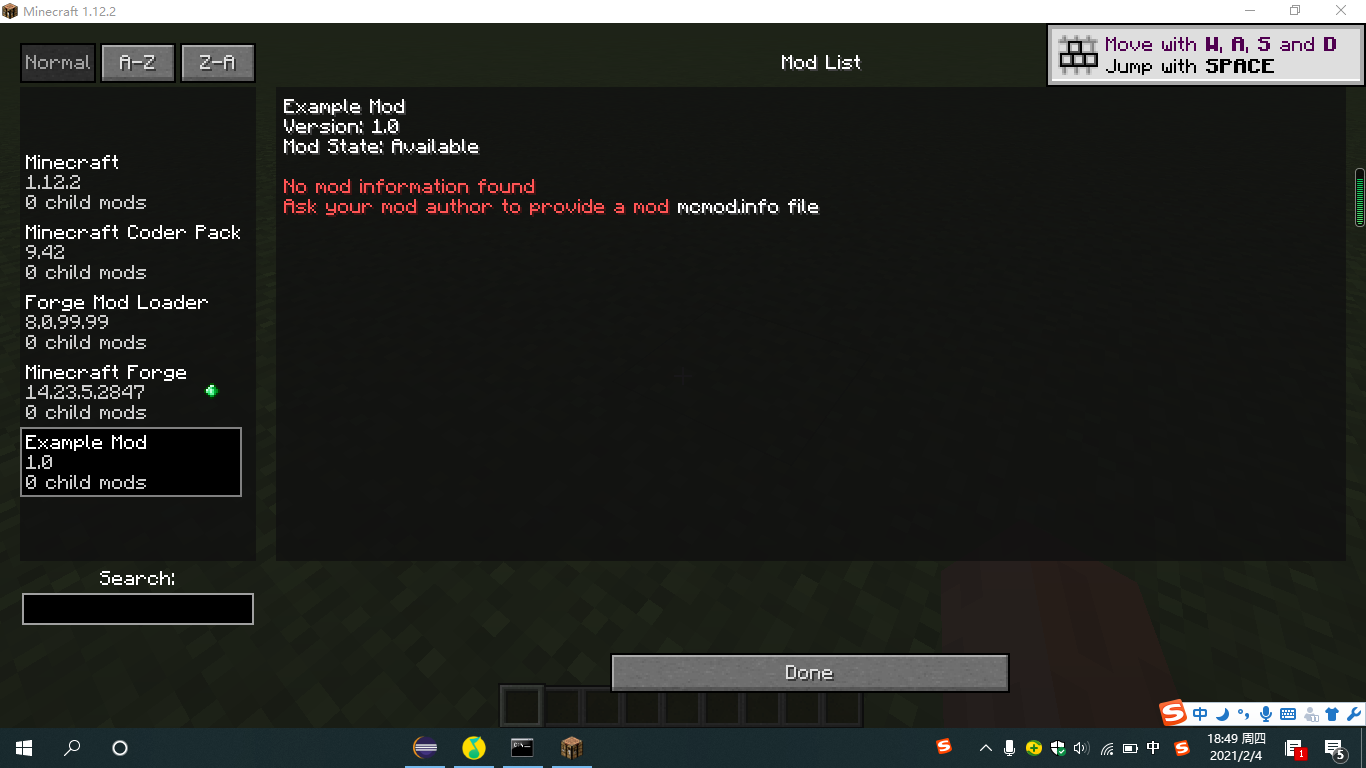 Minecraft 1.12.2
Normal
A-Z
Z-A
Mod List
Move with W, A, S and D
Jump with SPACE
Minecraft
1.12.2
0 child mods
Minecraft Coder Pack
9.42
0 child mods
Forge Mod Loader
8.0.99.99
0 child mods
Minecraft Forge
14.23.5.2847
0 child mods
Example Mod
1.0
0 child mods
Example Mod
Version: 1.0
Mod State: Available
No mod information found
Ask your mod author to provide a mod mcmod.info file
Search:
Done
中
中
18:49 周四
2021/2/4
1
5